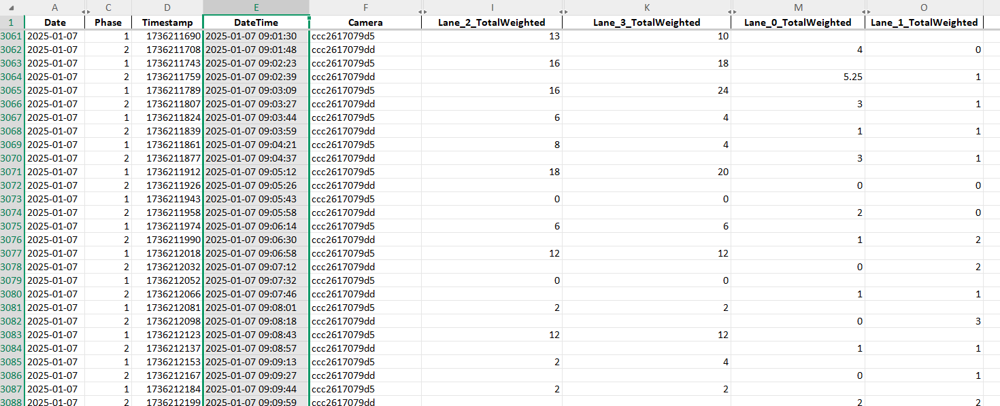 A C D E F I K M O
1 Date Phase Timestamp DateTime Camera Lane_2_TotalWeighted Lane_3_TotalWeighted Lane_0_TotalWeighted Lane_1_TotalWeighted
3061 2025-01-07 1 1736211690 2025-01-07 09:01:30 ccc2617079d5 13 10
3062 2025-01-07 2 1736211708 2025-01-07 09:01:48 ccc2617079dd 4 0
3063 2025-01-07 1 1736211743 2025-01-07 09:02:23 ccc2617079d5 16 18
3064 2025-01-07 2 1736211759 2025-01-07 09:02:39 ccc2617079dd 5.25 1
3065 2025-01-07 1 1736211789 2025-01-07 09:03:09 ccc2617079d5 16 24
3066 2025-01-07 2 1736211807 2025-01-07 09:03:27 ccc2617079dd 3 1
3067 2025-01-07 1 1736211824 2025-01-07 09:03:44 ccc2617079d5 6 4
3068 2025-01-07 2 1736211839 2025-01-07 09:03:59 ccc2617079dd 1 1
3069 2025-01-07 1 1736211861 2025-01-07 09:04:21 ccc2617079d5 8 4
3070 2025-01-07 2 1736211877 2025-01-07 09:04:37 ccc2617079dd 3 1
3071 2025-01-07 1 1736211912 2025-01-07 09:05:12 ccc2617079d5 18 20
3072 2025-01-07 2 1736211926 2025-01-07 09:05:26 ccc2617079dd 0 0
3073 2025-01-07 1 1736211943 2025-01-07 09:05:43 ccc2617079d5 0 0
3074 2025-01-07 2 1736211958 2025-01-07 09:05:58 ccc2617079dd 2 0
3075 2025-01-07 1 1736211974 2025-01-07 09:06:14 ccc2617079d5 6 6
3076 2025-01-07 2 1736211990 2025-01-07 09:06:30 ccc2617079dd 1 2
3077 2025-01-07 1 1736212018 2025-01-07 09:06:58 ccc2617079d5 12 12
3078 2025-01-07 2 1736212032 2025-01-07 09:07:12 ccc2617079dd 0 2
3079 2025-01-07 1 1736212052 2025-01-07 09:07:32 ccc2617079d5 0 0
3080 2025-01-07 2 1736212066 2025-01-07 09:07:46 ccc2617079dd 1 1
3081 2025-01-07 1 1736212081 2025-01-07 09:08:01 ccc2617079d5 2 2
3082 2025-01-07 2 1736212098 2025-01-07 09:08:18 ccc2617079dd 0 3
3083 2025-01-07 1 1736212123 2025-01-07 09:08:43 ccc2617079d5 12 12
3084 2025-01-07 2 1736212137 2025-01-07 09:08:57 ccc2617079dd 1 1
3085 2025-01-07 1 1736212153 2025-01-07 09:09:13 ccc2617079d5 2 4
3086 2025-01-07 2 1736212167 2025-01-07 09:09:27 ccc2617079dd 0 1
3087 2025-01-07 1 1736212184 2025-01-07 09:09:44 ccc2617079d5 2 2
3088 2025-01-07 2 1736212199 2025-01-07 09:09:59 ccc2617079dd 2 2